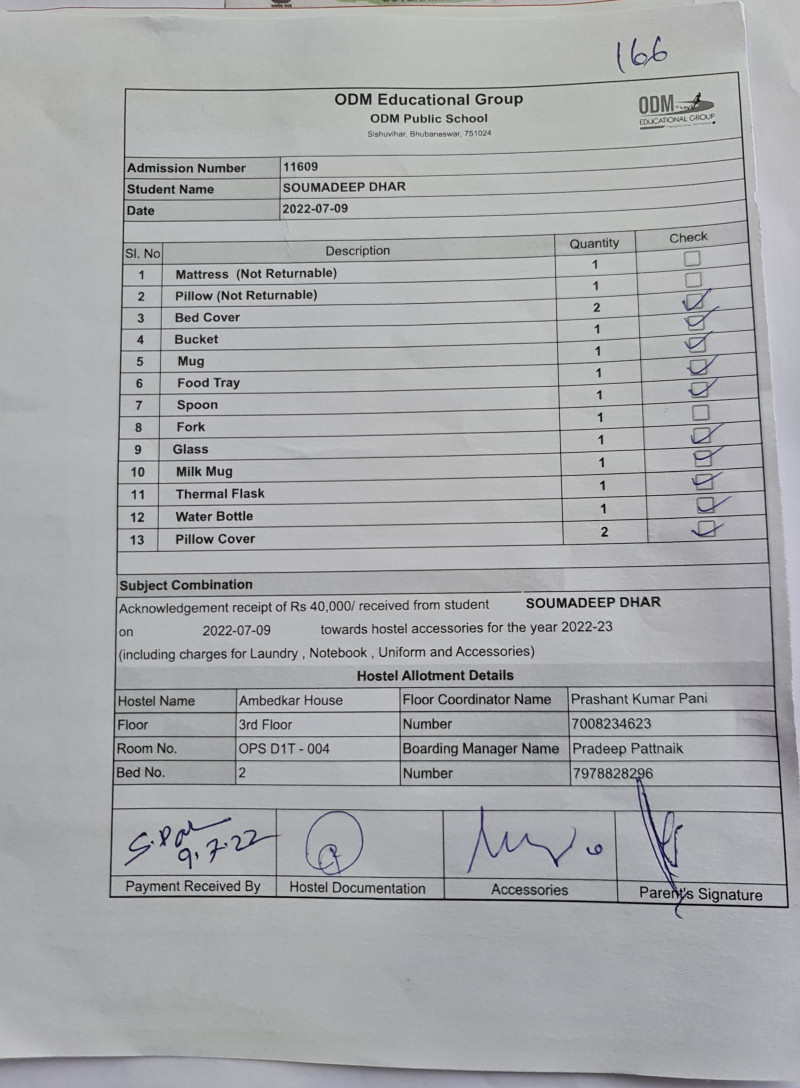 166
ODM Educational Group
ODM Public School
Sishuvihar, Bhubaneswar, 751024
ODM
EDUCATIONAL GROUP
Admission Number 11609
Student Name SOUMADEEP DHAR
Date 2022-07-09
Sl. No Description Quantity Check
1 Mattress (Not Returnable) 1
2 Pillow (Not Returnable) 1
3 Bed Cover 2
4 Bucket 1
5 Mug 1
6 Food Tray 1
7 Spoon 1
8 Fork 1
9 Glass 1
10 Milk Mug 1
11 Thermal Flask 1
12 Water Bottle 1
13 Pillow Cover 2
Subject Combination
Acknowledgement receipt of Rs 40,000/ received from student SOUMADEEP DHAR
on 2022-07-09 towards hostel accessories for the year 2022-23
(including charges for Laundry , Notebook , Uniform and Accessories)
Hostel Allotment Details
Hostel Name Ambedkar House Floor Coordinator Name Prashant Kumar Pani
Floor 3rd Floor Number 7008234623
Room No. OPS D1T - 004 Boarding Manager Name Pradeep Pattnaik
Bed No. 2 Number 7978828296
9.7.22
Payment Received By Hostel Documentation Accessories Parent's Signature